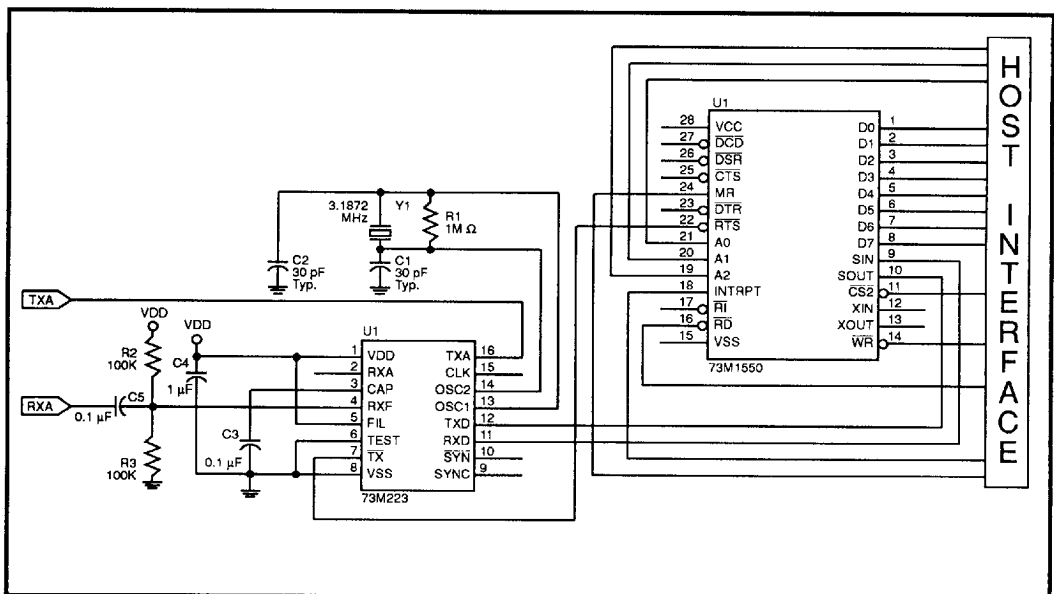 HOST INTERFACE
U1
28 VCC
27 DCD
26 DSR
25 CTS
24 MR
23 DTR
22 RTS
21 A0
20 A1
19 A2
18 INTRPT
17 RI
16 RD
15 VSS
D0 1
D1 2
D2 3
D3 4
D4 5
D5 6
D6 7
D7 8
SIN 9
SOUT 10
CS2 11
XIN 12
XOUT 13
WR 14
73M1550
3.1872
MHz
Y1
R1
1M Ω
C2
30 pF
Typ.
C1
30 pF
Typ.
TXA
VDD
VDD
R2
100K
C4
1 µF
RXA
C5
0.1 µF
R3
100K
C3
0.1 µF
U1
1 VDD
2 RXA
3 CAP
4 RXF
5 FIL
6 TEST
7 TX
8 VSS
TXA 16
CLK 15
OSC2 14
OSC1 13
TXD 12
RXD 11
SYN 10
SYNC 9
73M223